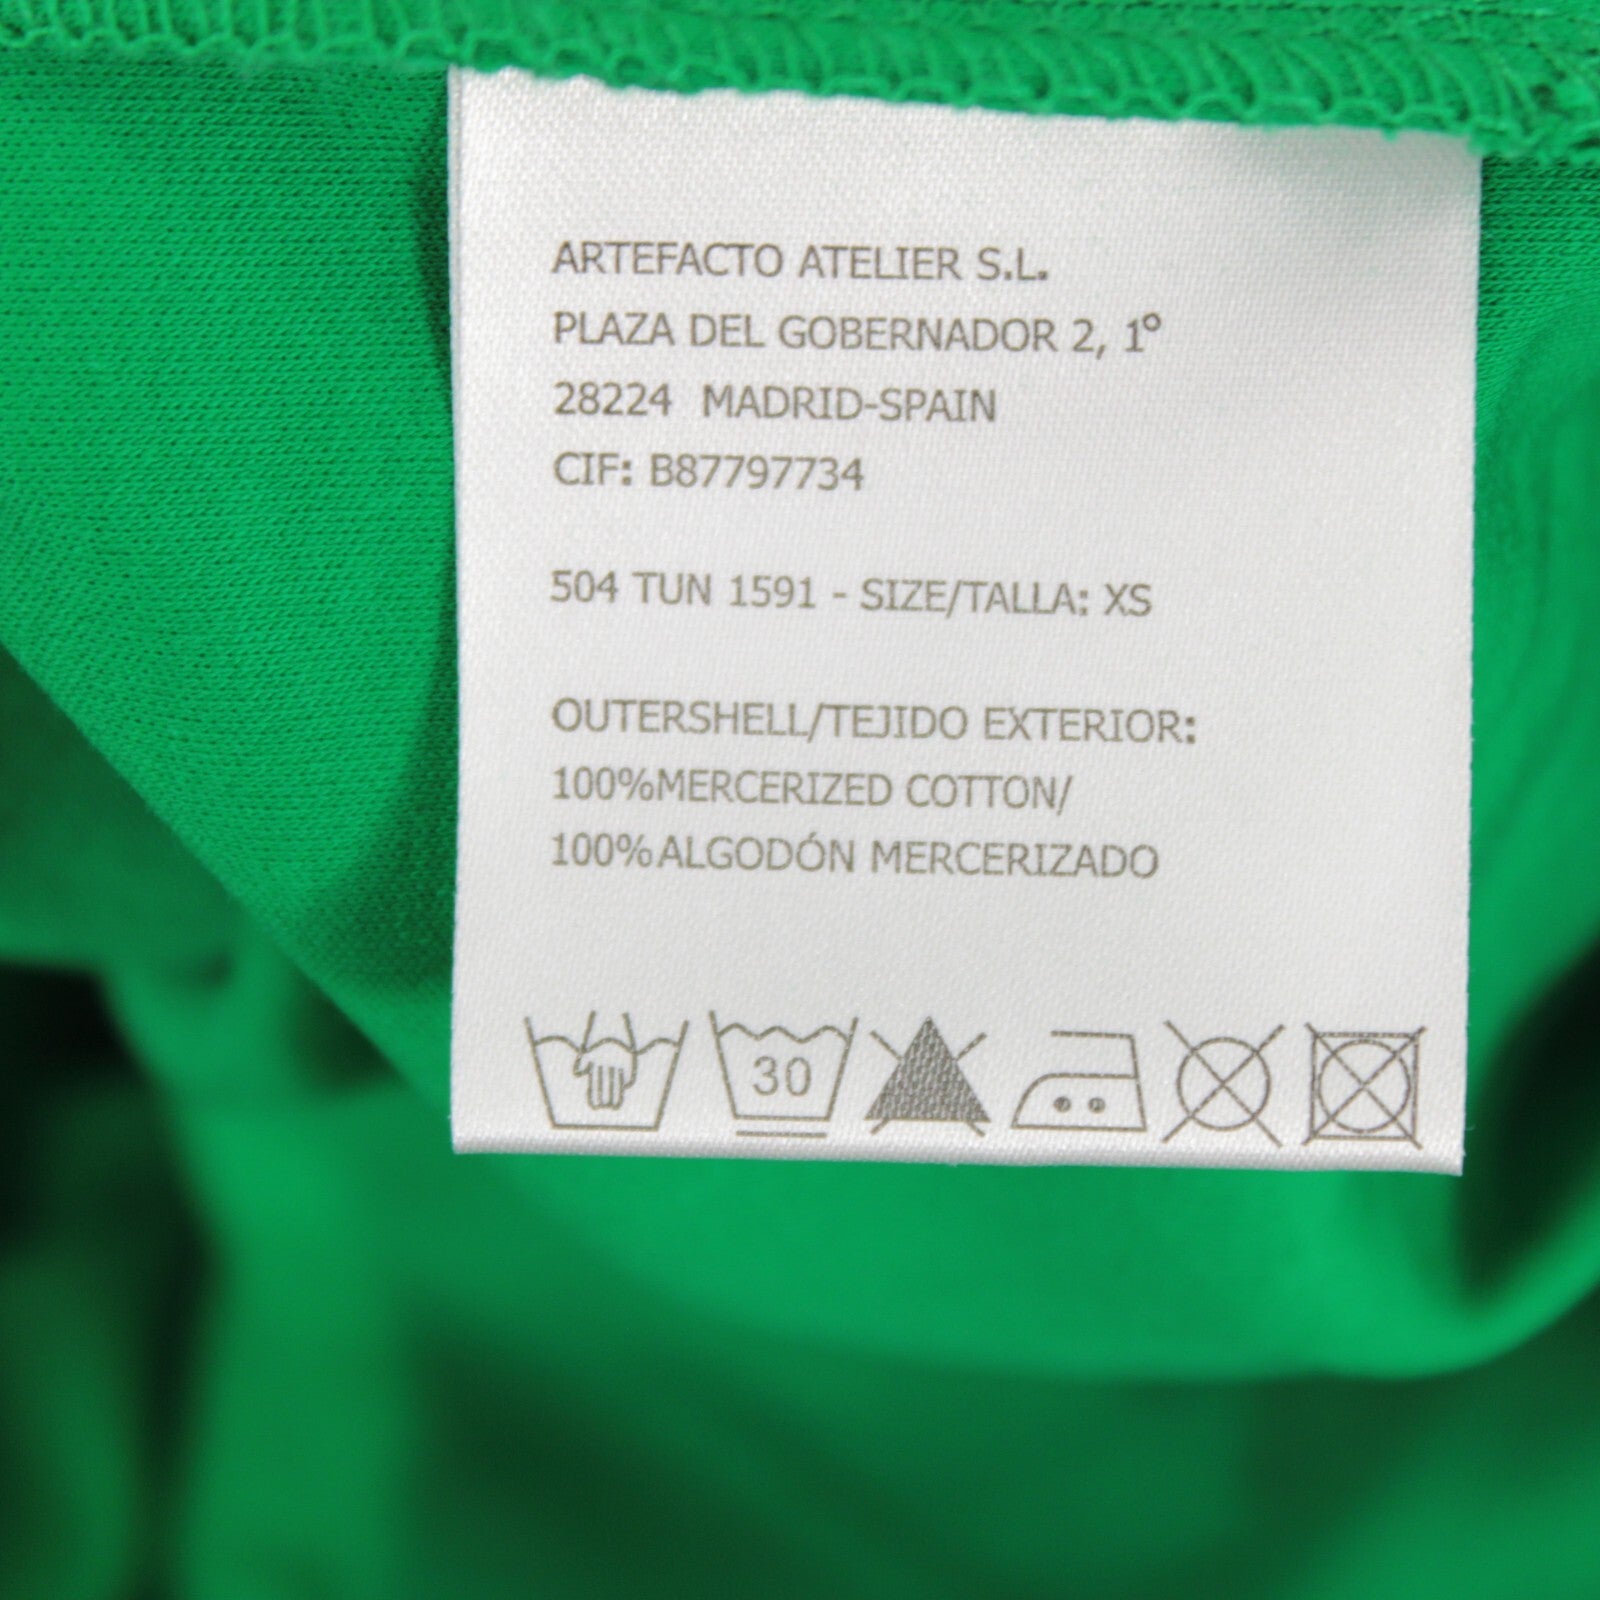 ARTEFACTO ATELIER S.L.
PLAZA DEL GOBERNADOR 2, 1º
28224 MADRID-SPAIN
CIF: B87797734
504 TUN 1591 - SIZE/TALLA: XS
OUTERSHELL/TEJIDO EXTERIOR:
100%MERCERIZED COTTON/
100%ALGODÓN MERCERIZADO
30